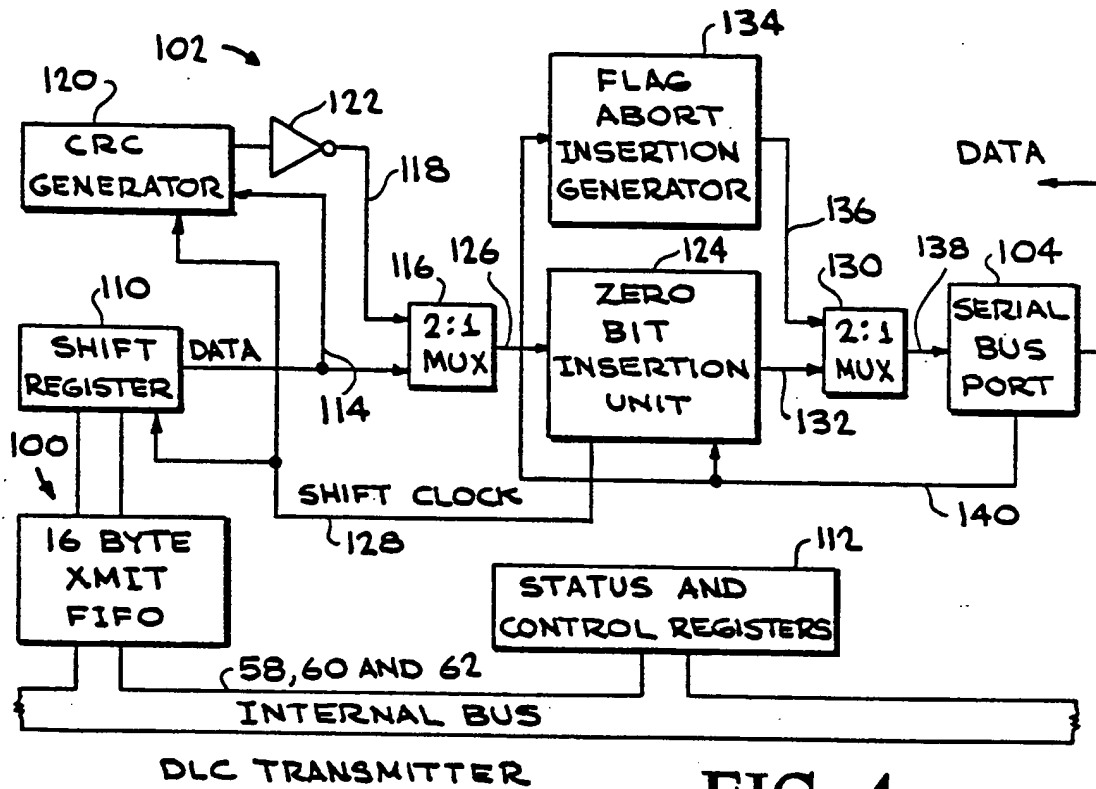 102
134
120
122
FLAG
ABORT
INSERTION
GENERATOR
CRC
GENERATOR
118
DATA
136
116
126
124
130
138
104
110
2:1
MUX
ZERO
BIT
INSERTION
UNIT
2:1
MUX
SERIAL
BUS
PORT
SHIFT
REGISTER
DATA
114
132
100
SHIFT CLOCK
128
140
16 BYTE
XMIT
FIFO
112
STATUS AND
CONTROL REGISTERS
58, 60 AND 62
INTERNAL BUS
DLC TRANSMITTER